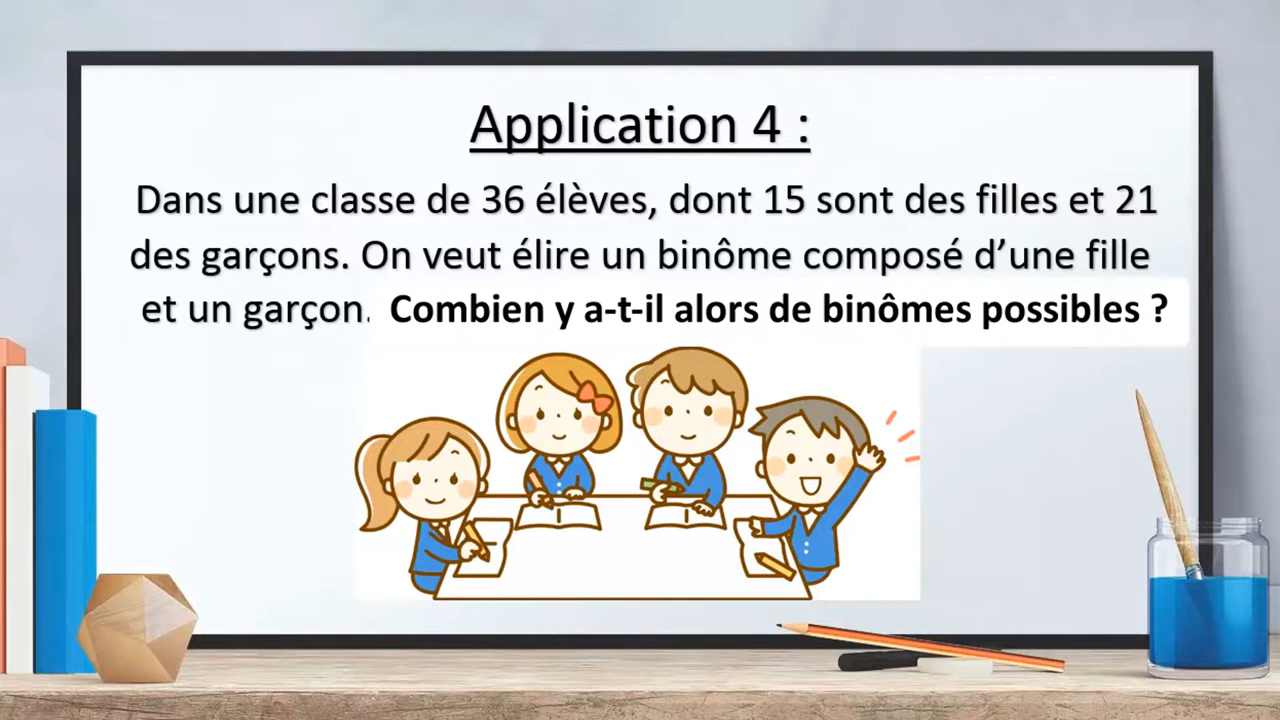 Application 4 :
Dans une classe de 36 élèves, dont 15 sont des filles et 21
des garçons. On veut élire un binôme composé d’une fille
et un garçon. Combien y a-t-il alors de binômes possibles ?